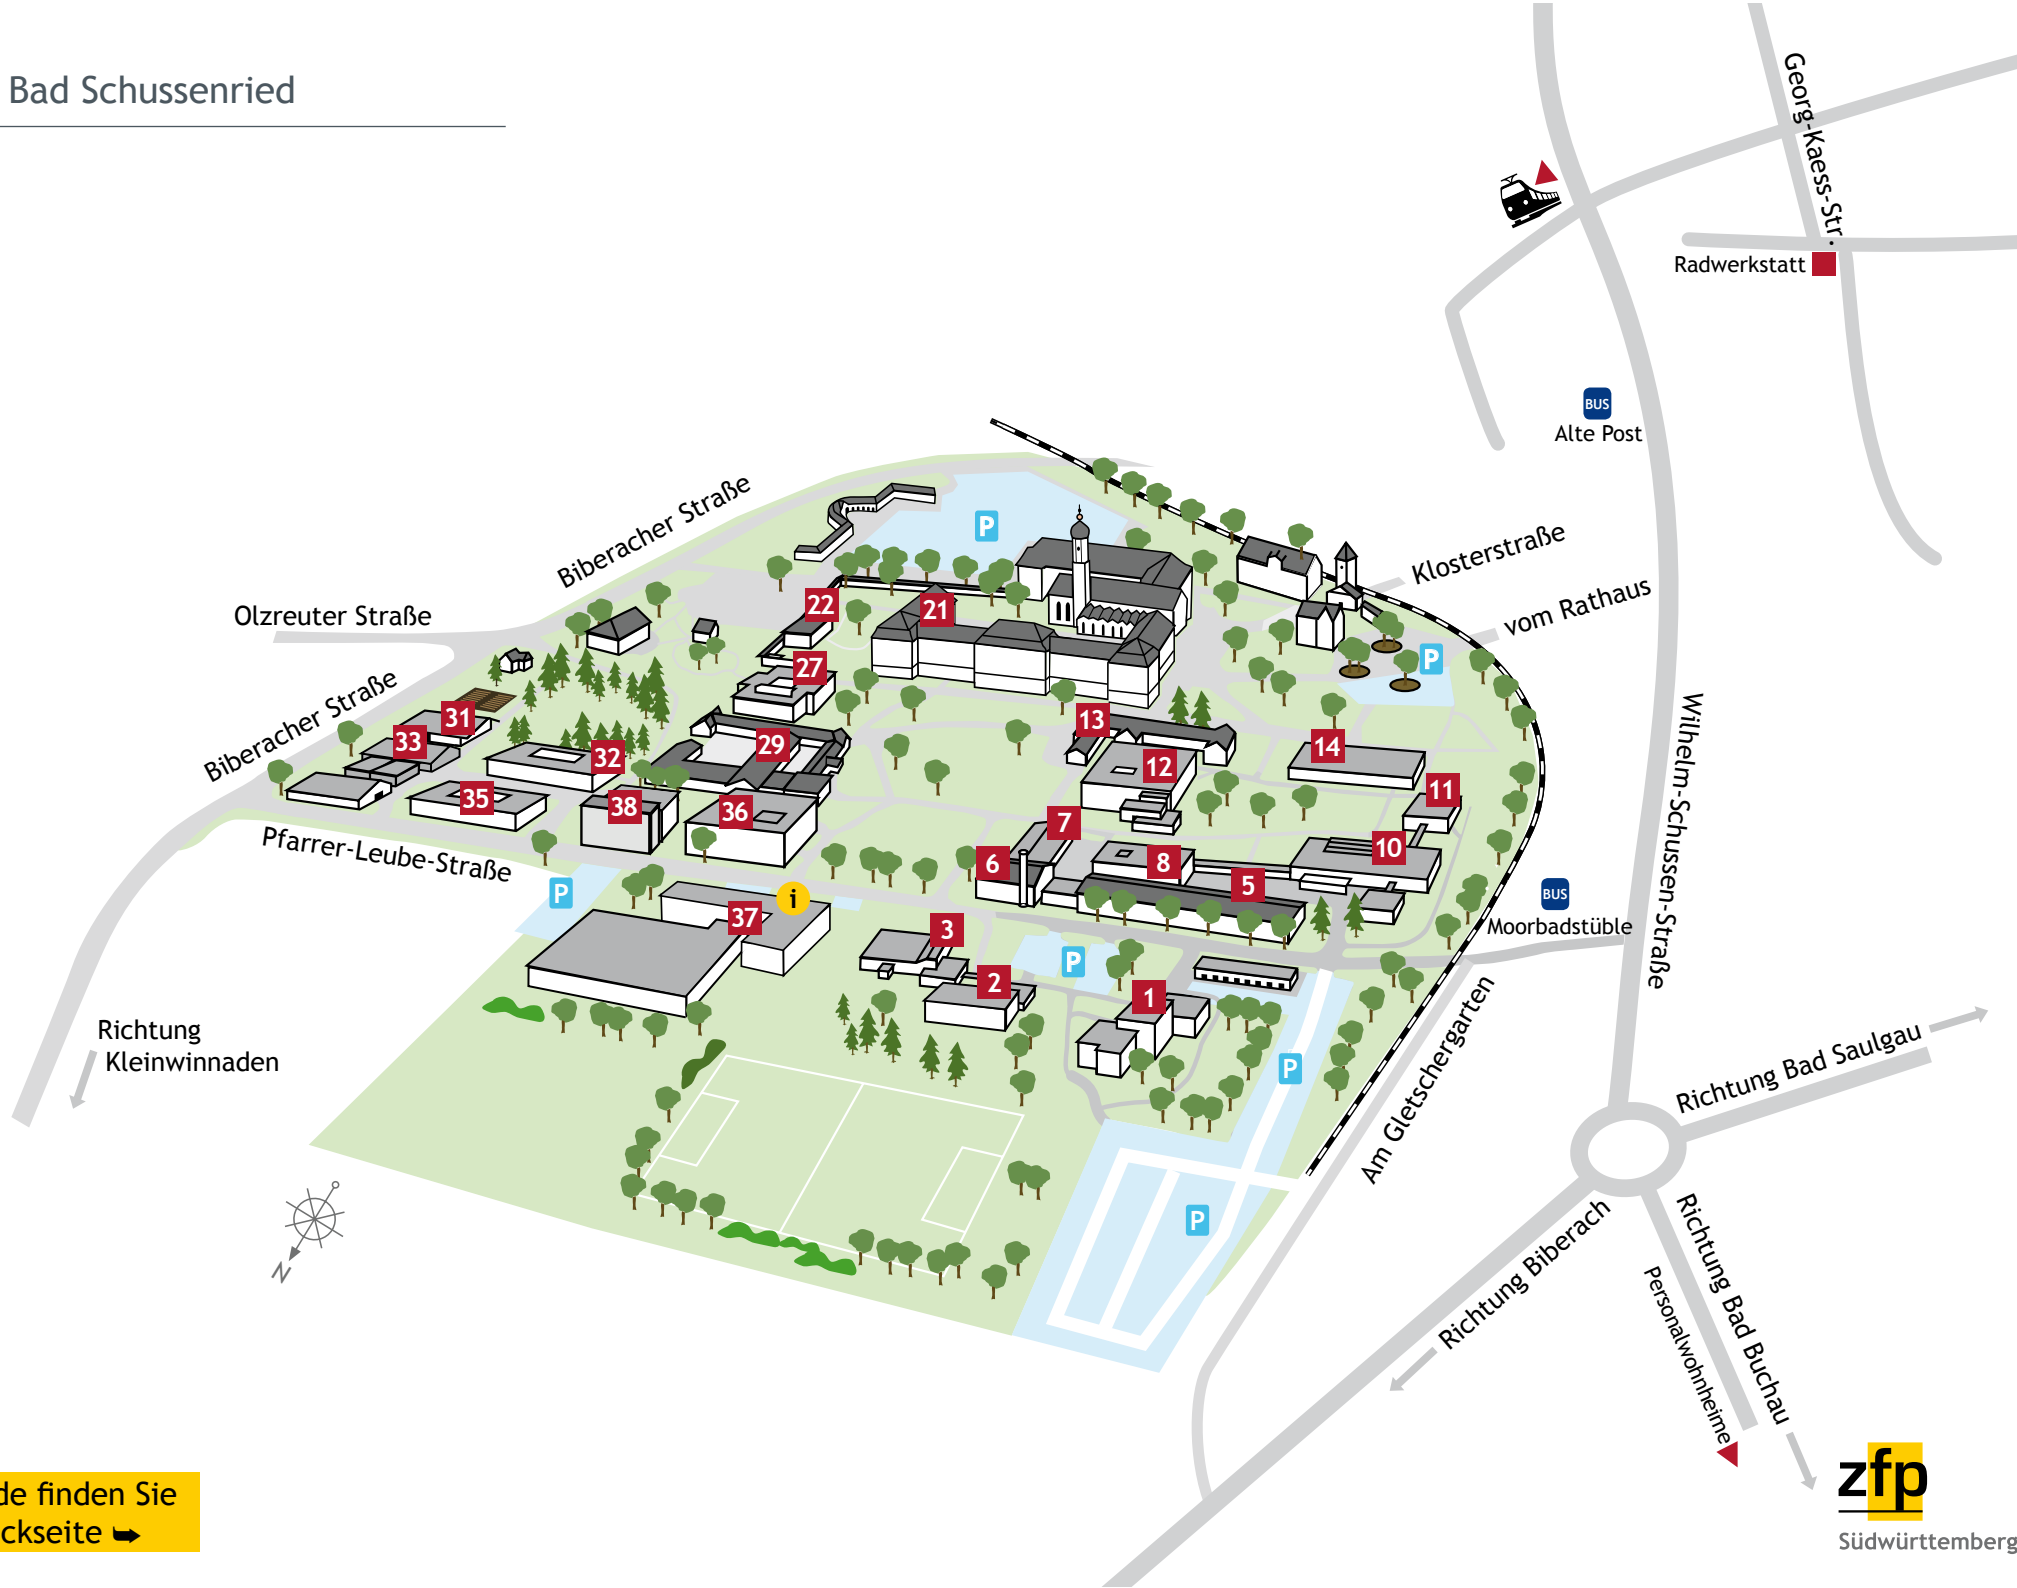 Bad Schussenried
Georg-Kaess-Str.
Radwerkstatt
BUS
Alte Post
Biberacher Straße
P
Klosterstraße
vom Rathaus
Olzreuter Straße
22
21
P
27
Biberacher Straße
31
33
32
29
13
12
14
11
35
38
36
7
6
8
5
10
Pfarrer-Leube-Straße
P
i
37
3
P
2
1
BUS
Moorbadstüble
Wilhelm-Schussen-Straße
Am Gletschergarten
P
P
Richtung
Kleinwinnaden
N
Richtung Bad Saulgau
Richtung Biberach
Richtung Bad Buchau
Personalwohnheime
de finden Sie
ckseite
zfp
Südwürttemberg